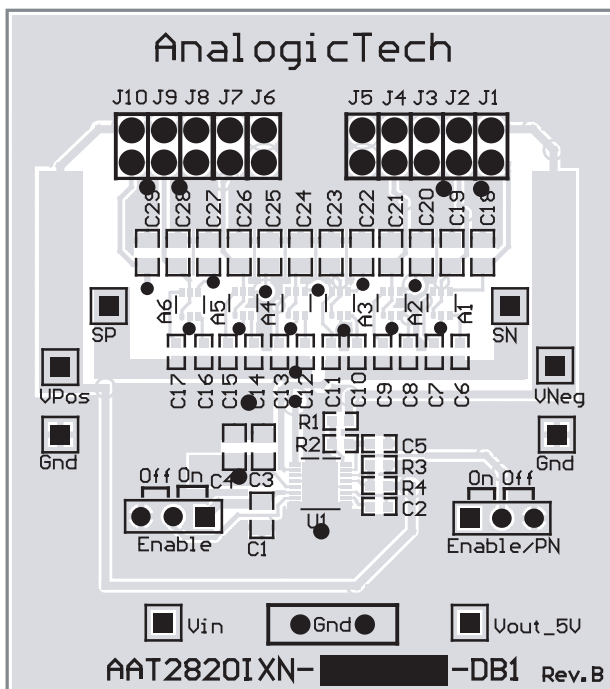 AnalogicTech
J10 J9 J8 J7 J6 J5 J4 J3 J2 J1
C29 C28 C27 C26 C25 C24 C23 C22 C21 C20 C19 C18
A6 A5 A4 A3 A2 A1
SP SN
C17 C16 C15 C14 C13 C12 C11 C10 C9 C8 C7 C6
VPos VNeg
R1
R2 C5
Gnd Gnd
C4 C3 R3
Off On R4 On Off
C2
U1
Enable C1 Enable/PN
Vin Gnd Vout_5V
AAT2820IXN- -DB1 Rev.B